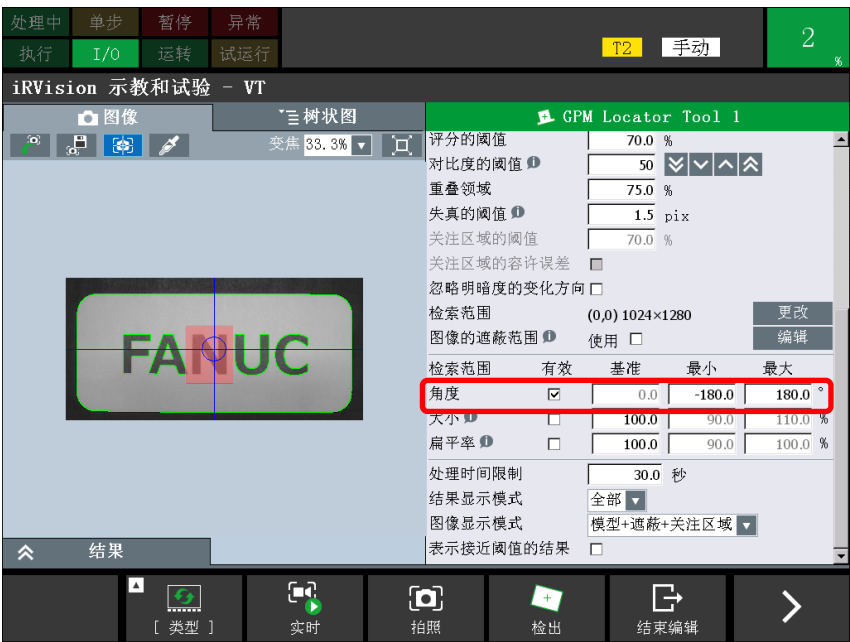 处理中 单步 暂停 异常
执行 I/O 运转 试运行
T2 手动
2 %
iRVision 示教和试验 - VT
图像 树状图
变焦 33.3%
GPM Locator Tool 1
评分的阈值 70.0 %
对比度的阈值 50
重叠领域 75.0 %
失真的阈值 1.5 pix
关注区域的阈值 70.0 %
关注区域的容许误差
忽略明暗度的变化方向
检索范围 (0,0) 1024×1280 更改
图像的遮蔽范围 使用 编辑
检索范围 有效 基准 最小 最大
角度 0.0 -180.0 180.0 °
大小 100.0 90.0 110.0 %
扁平率 100.0 90.0 100.0 %
处理时间限制 30.0 秒
结果显示模式 全部
图像显示模式 模型+遮蔽+关注区域
表示接近阈值的结果
FANUC
结果
[ 类型 ] 实时 拍照 检出 结束编辑